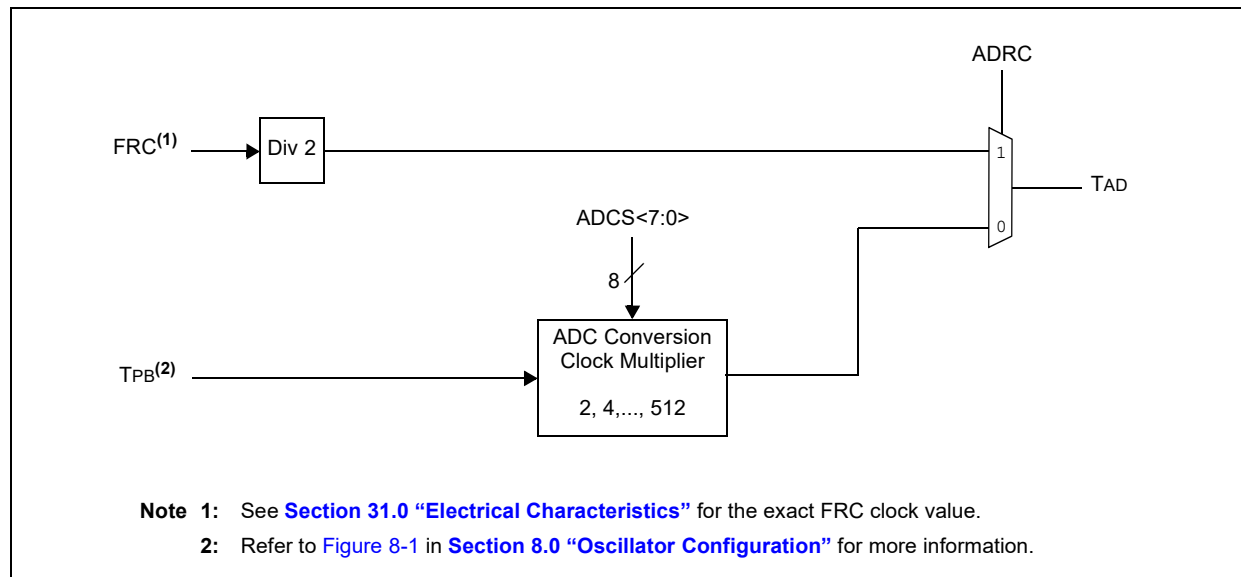 ADRC
FRC(1)
Div 2
1
TAD
ADCS<7:0>
0
8
ADC Conversion
Clock Multiplier
TPB(2)
2, 4,..., 512
Note 1: See Section 31.0 “Electrical Characteristics” for the exact FRC clock value.
2: Refer to Figure 8-1 in Section 8.0 “Oscillator Configuration” for more information.